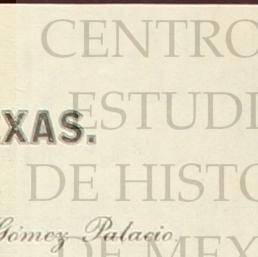 CENTRO
ESTUDI
XAS.
DE HISTO
Gómez Palacio.
DE MEX